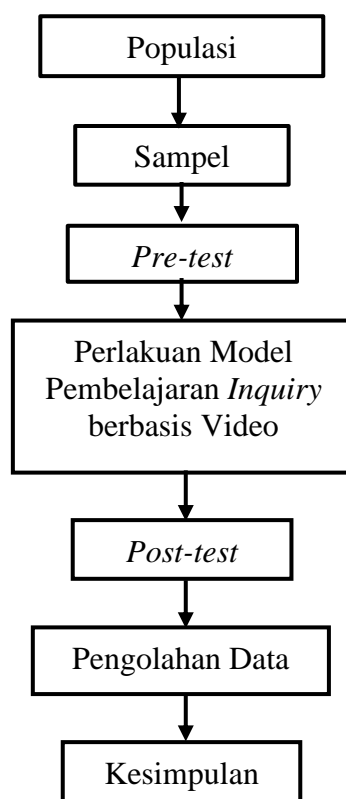 Populasi
Sampel
Pre-test
Perlakuan Model
Pembelajaran Inquiry
berbasis Video
Post-test
Pengolahan Data
Kesimpulan